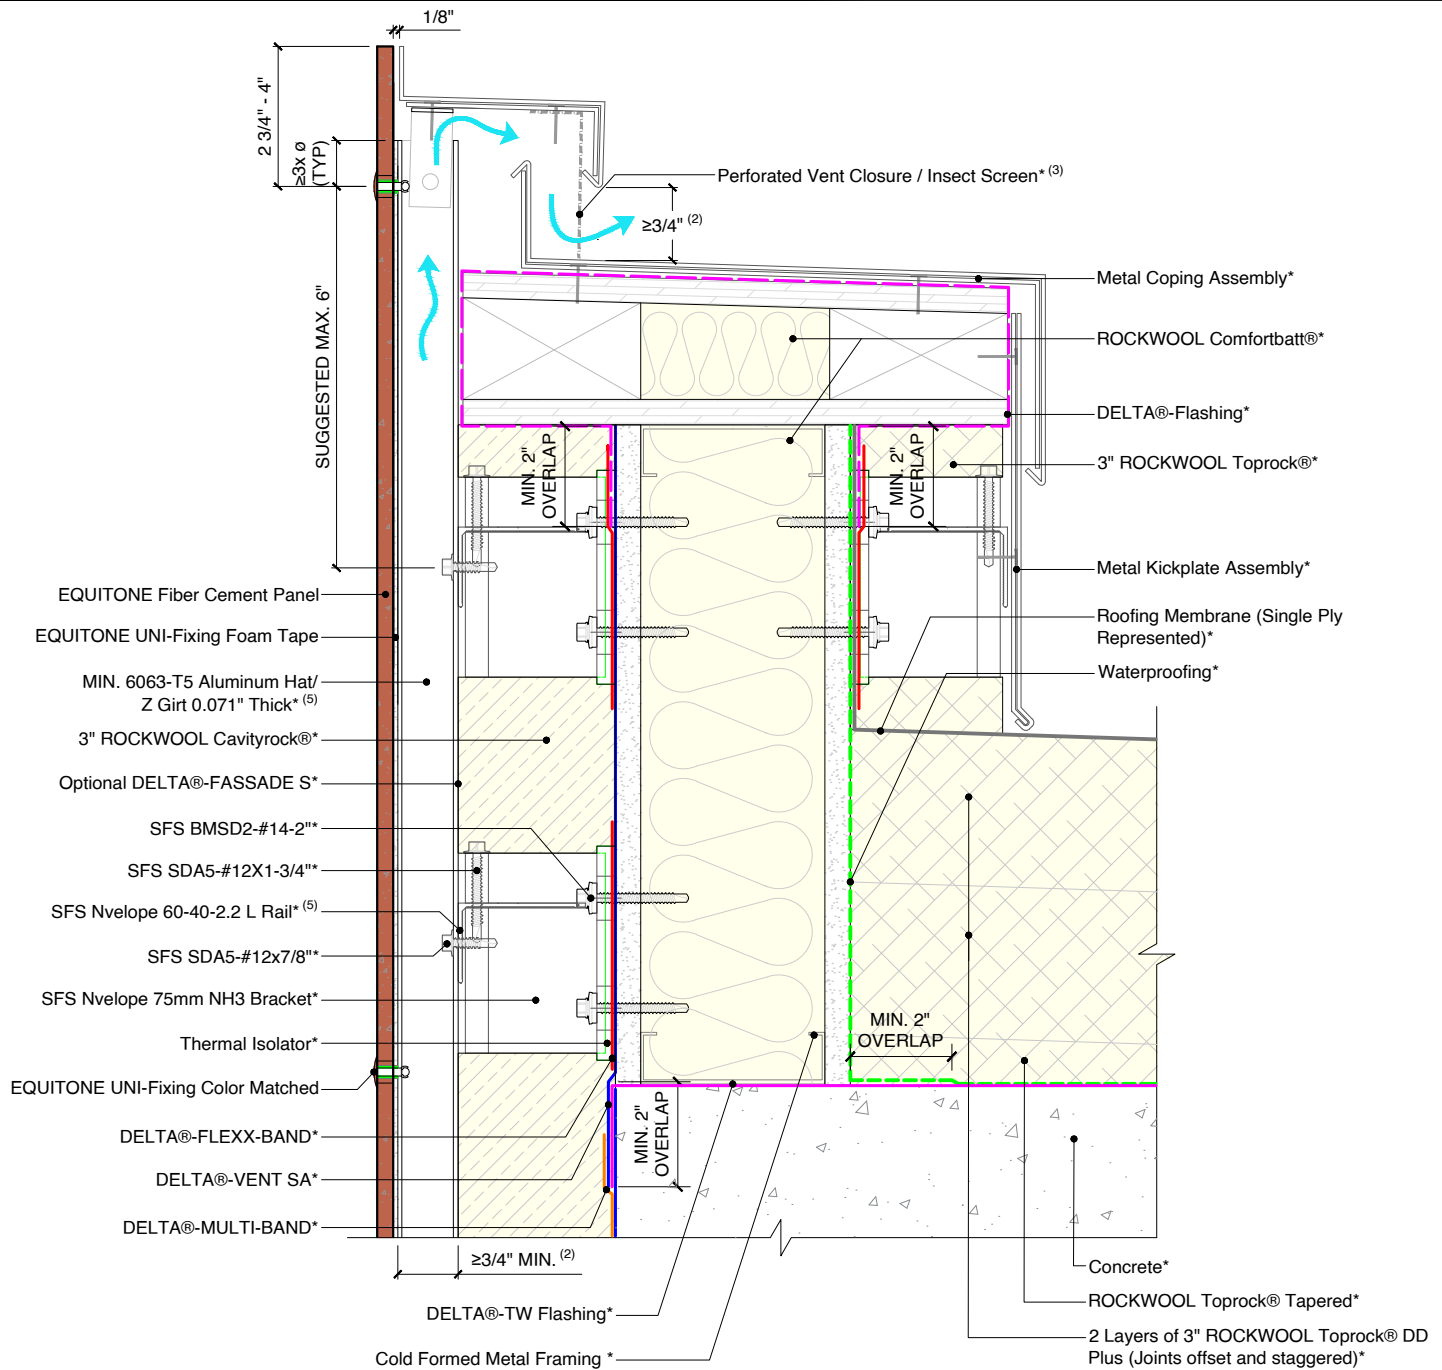 1/8"
2 3/4" - 4"
≥3x ø
(TYP)
SUGGESTED MAX. 6"
Perforated Vent Closure / Insect Screen* (3)
≥3/4" (2)
Metal Coping Assembly*
ROCKWOOL Comfortbatt®*
DELTA®-Flashing*
3" ROCKWOOL Toprock®*
MIN. 2"
OVERLAP
MIN. 2"
OVERLAP
Metal Kickplate Assembly*
Roofing Membrane (Single Ply
Represented)*
Waterproofing*
EQUITONE Fiber Cement Panel
EQUITONE UNI-Fixing Foam Tape
MIN. 6063-T5 Aluminum Hat/
Z Girt 0.071" Thick* (5)
3" ROCKWOOL Cavityrock®*
Optional DELTA®-FASSADE S*
SFS BMSD2-#14-2"*
SFS SDA5-#12X1-3/4"*
SFS Nvelope 60-40-2.2 L Rail* (5)
SFS SDA5-#12x7/8"*
SFS Nvelope 75mm NH3 Bracket*
Thermal Isolator*
EQUITONE UNI-Fixing Color Matched
DELTA®-FLEXX-BAND*
DELTA®-VENT SA*
DELTA®-MULTI-BAND*
MIN. 2"
OVERLAP
MIN. 2"
OVERLAP
≥3/4" MIN. (2)
DELTA®-TW Flashing*
Cold Formed Metal Framing *
Concrete*
ROCKWOOL Toprock® Tapered*
2 Layers of 3" ROCKWOOL Toprock® DD
Plus (Joints offset and staggered)*